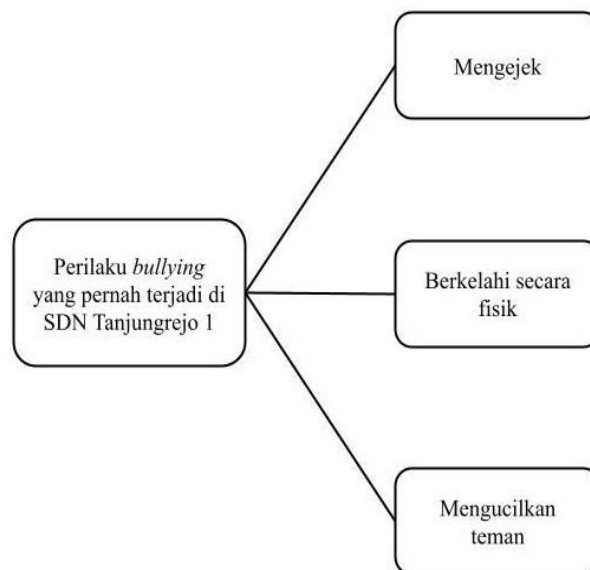 Mengejek
Perilaku bullying
yang pernah terjadi di
SDN Tanjungrejo 1
Berkelahi secara
fisik
Mengucilkan
teman